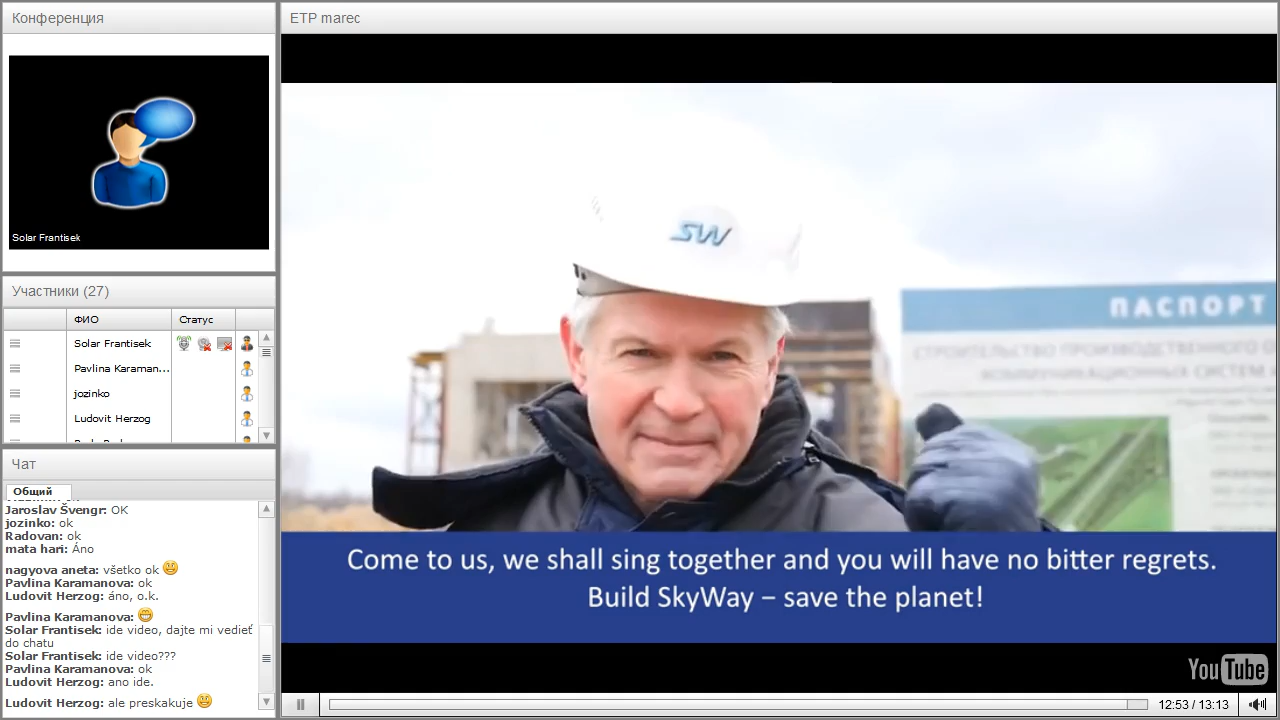 Конференция
Solar Frantisek
Участники (27)
ФИО
Статус
Solar Frantisek
Pavlina Karaman...
jozinko
Ludovit Herzog
Чат
Общий
Jaroslav Švengr: OK
jozinko: ok
Radovan: ok
mata hari: Áno
nagyova aneta: všetko ok
Pavlina Karamanova: ok
Ludovit Herzog: áno, o.k.
Pavlina Karamanova:
Solar Frantisek: ide video, dajte mi vedieť
do chatu
Solar Frantisek: ide video???
Pavlina Karamanova: ok
Ludovit Herzog: ano ide.
Ludovit Herzog: ale preskakuje
ETP marec
SW
ПАСПОРТ
Come to us, we shall sing together and you will have no bitter regrets.
Build SkyWay – save the planet!
YouTube
12:53 / 13:13